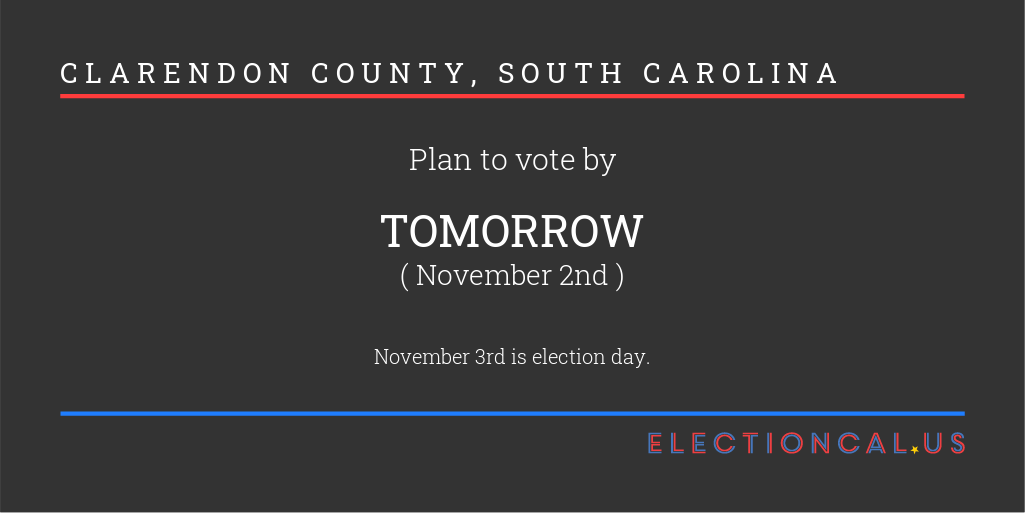 CLARENDON COUNTY, SOUTH CAROLINA
Plan to vote by
TOMORROW
( November 2nd )
November 3rd is election day.
ELECTIONCAL.US